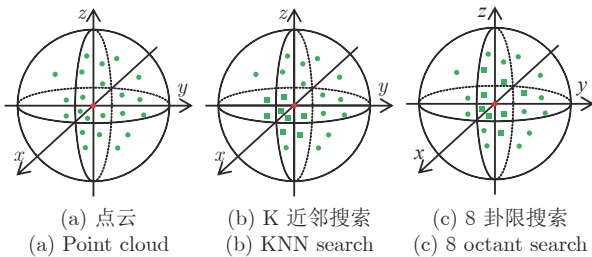 z
y
x
z
y
x
z
y
x
(a) 点云
(b) K 近邻搜索
(c) 8 卦限搜索
(a) Point cloud
(b) KNN search
(c) 8 octant search